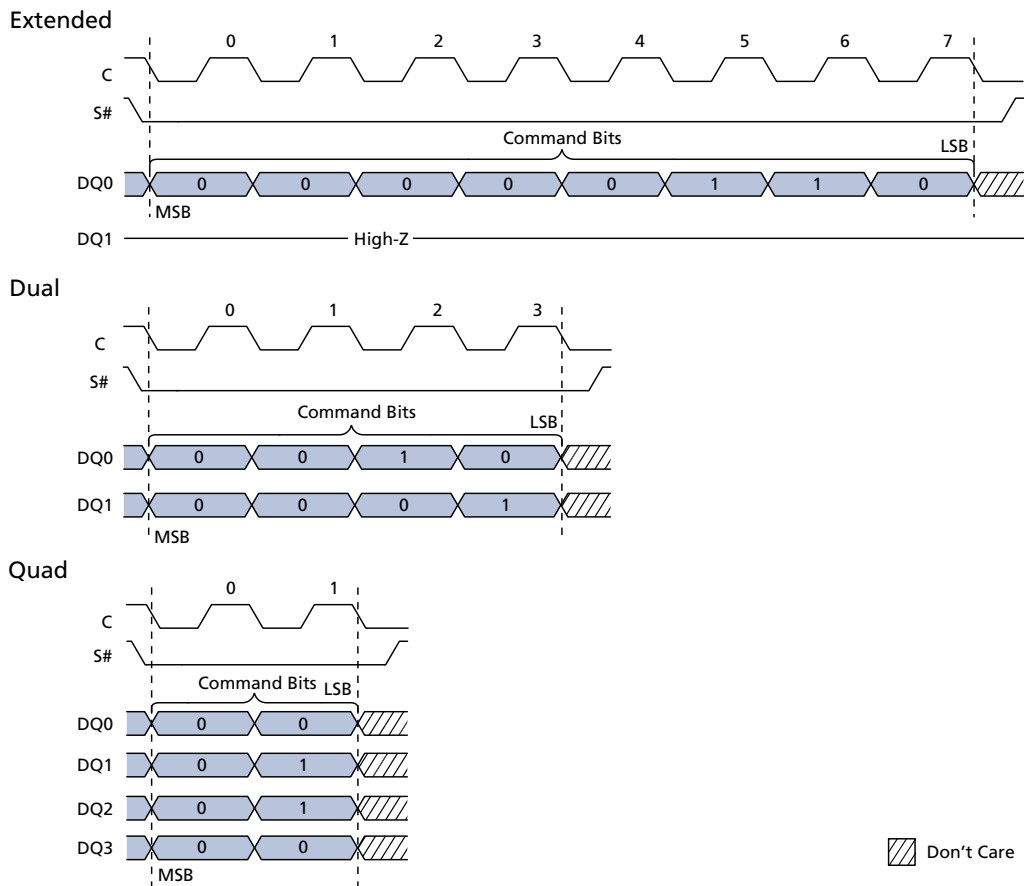 Extended
0 1 2 3 4 5 6 7
C
S#
Command Bits LSB
DQ0 0 0 0 0 0 1 1 0
MSB
DQ1 High-Z
Dual
0 1 2 3
C
S#
Command Bits LSB
DQ0 0 0 1 0
DQ1 0 0 0 1
MSB
Quad
0 1
C
S#
Command Bits LSB
DQ0 0 0
DQ1 0 1
DQ2 0 1
DQ3 0 0
MSB
Don't Care